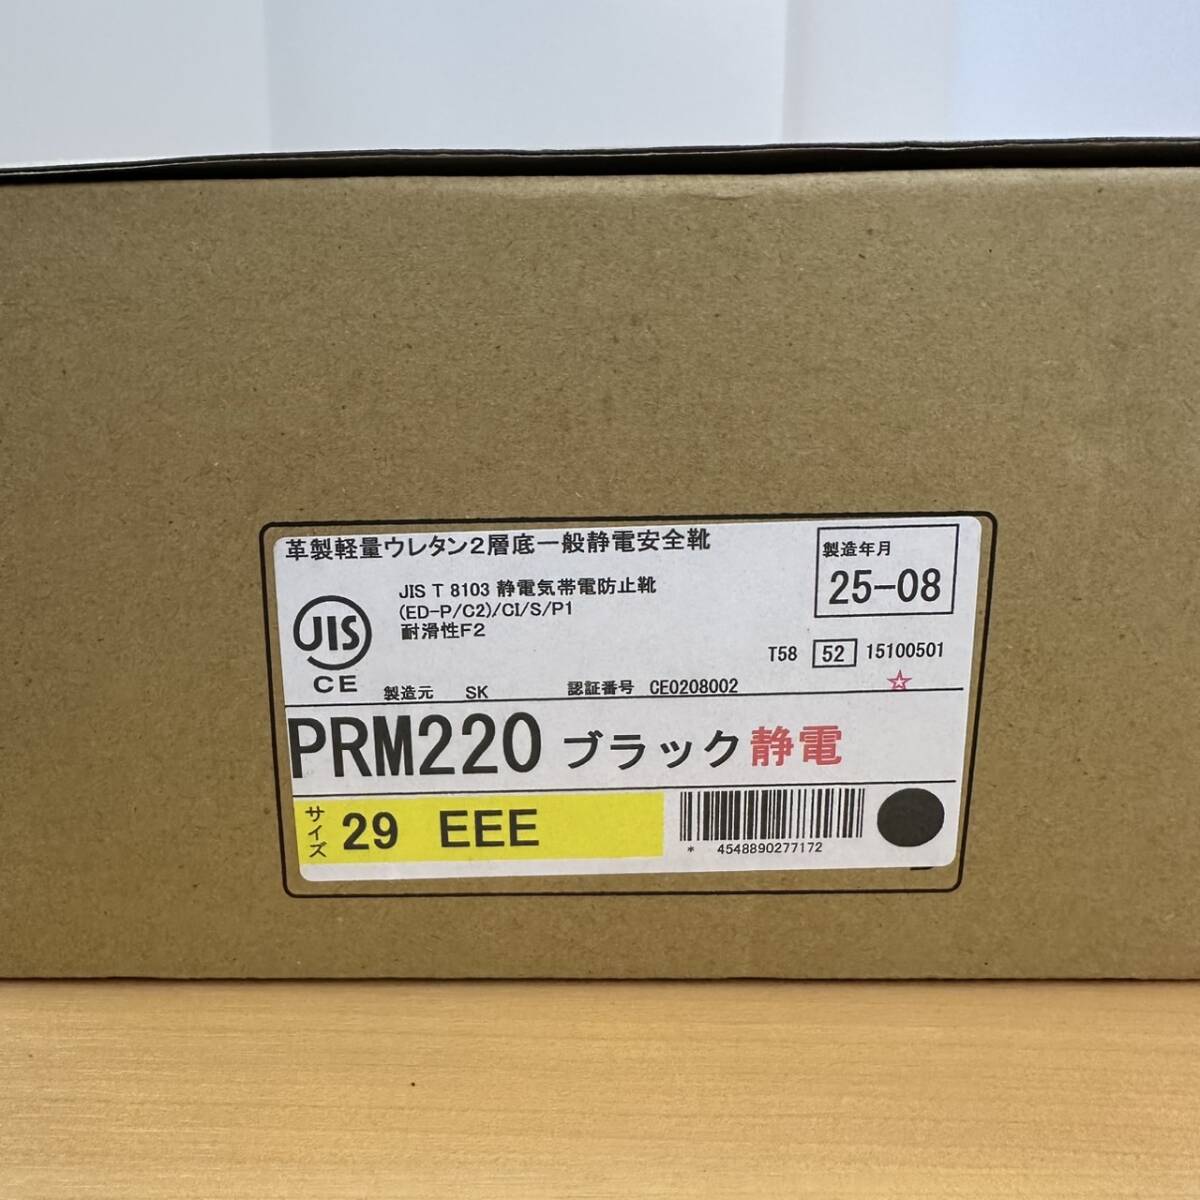 革製軽量ウレタン2層底一般静電安全靴
製造年月
25-08
JIS T 8103 静電気帯電防止靴
(ED-P/C2)/CI/S/P1
耐滑性F2
JIS
CE
T58 52 15100501
☆
製造元 SK 認証番号 CE0208002
PRM220 ブラック静電
サイズ 29 EEE
* 4548890277172